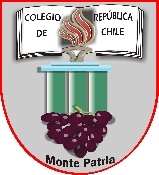 COLEGIO REPÚBLICA
DE CHILE
Monte Patria